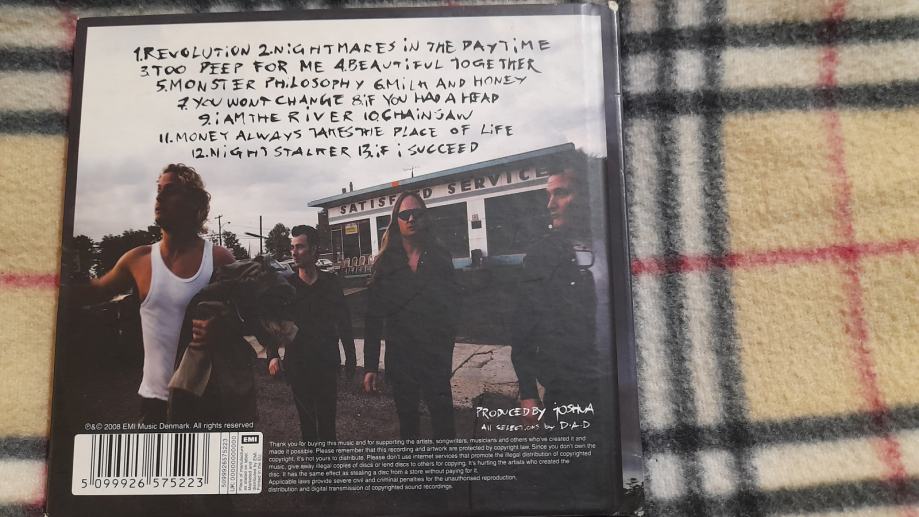 1.REVOLUTION 2.NIGHTMARES IN THE DAYTIME
3.TOO DEEP FOR ME 4.BEAUTIFUL TOGETHER
5.MONSTER PHILOSOPHY 6.MILK AND HONEY
7.YOU WONT CHANGE 8.IF YOU HAD A HEAD
9.I AM THE RIVER 10.CHAINSAW
11.MONEY ALWAYS TAKES THE PLACE OF LIFE
12.NIGHTSTALKER 13.IF I SUCCEED
SATISFIED SERVICE
PRODUCED BY JOSHUA
All SELECTIONS by D·A·D
℗&© 2008 EMI Music Denmark. All rights reserved
EMI
5099926575223
5 099926 575223
Thank you for buying this music and for supporting the artists, songwriters, musicians and others who've created it and
made it possible. Please remember that this recording and artwork are protected by copyright law. Since you don't own the
copyright, it's not yours to distribute. Please don't use internet services that promote the illegal distribution of copyrighted
music, give away illegal copies of discs or lend discs to others for copying. It's hurting the artists who created the
disc. It has the same effect as stealing a disc from a store without paying for it.
Applicable laws provide severe civil and criminal penalties for the unauthorised reproduction,
distribution and digital transmission of copyrighted sound recordings.